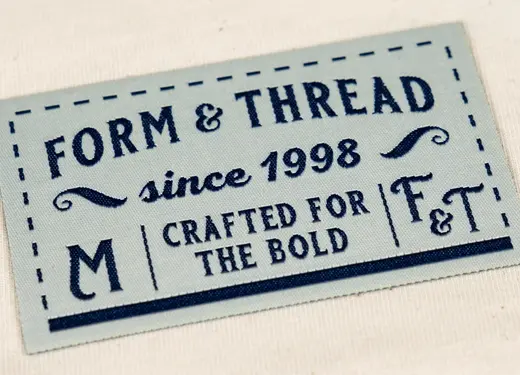 FORM & THREAD
since 1998
M
CRAFTED FOR
THE BOLD
F&T